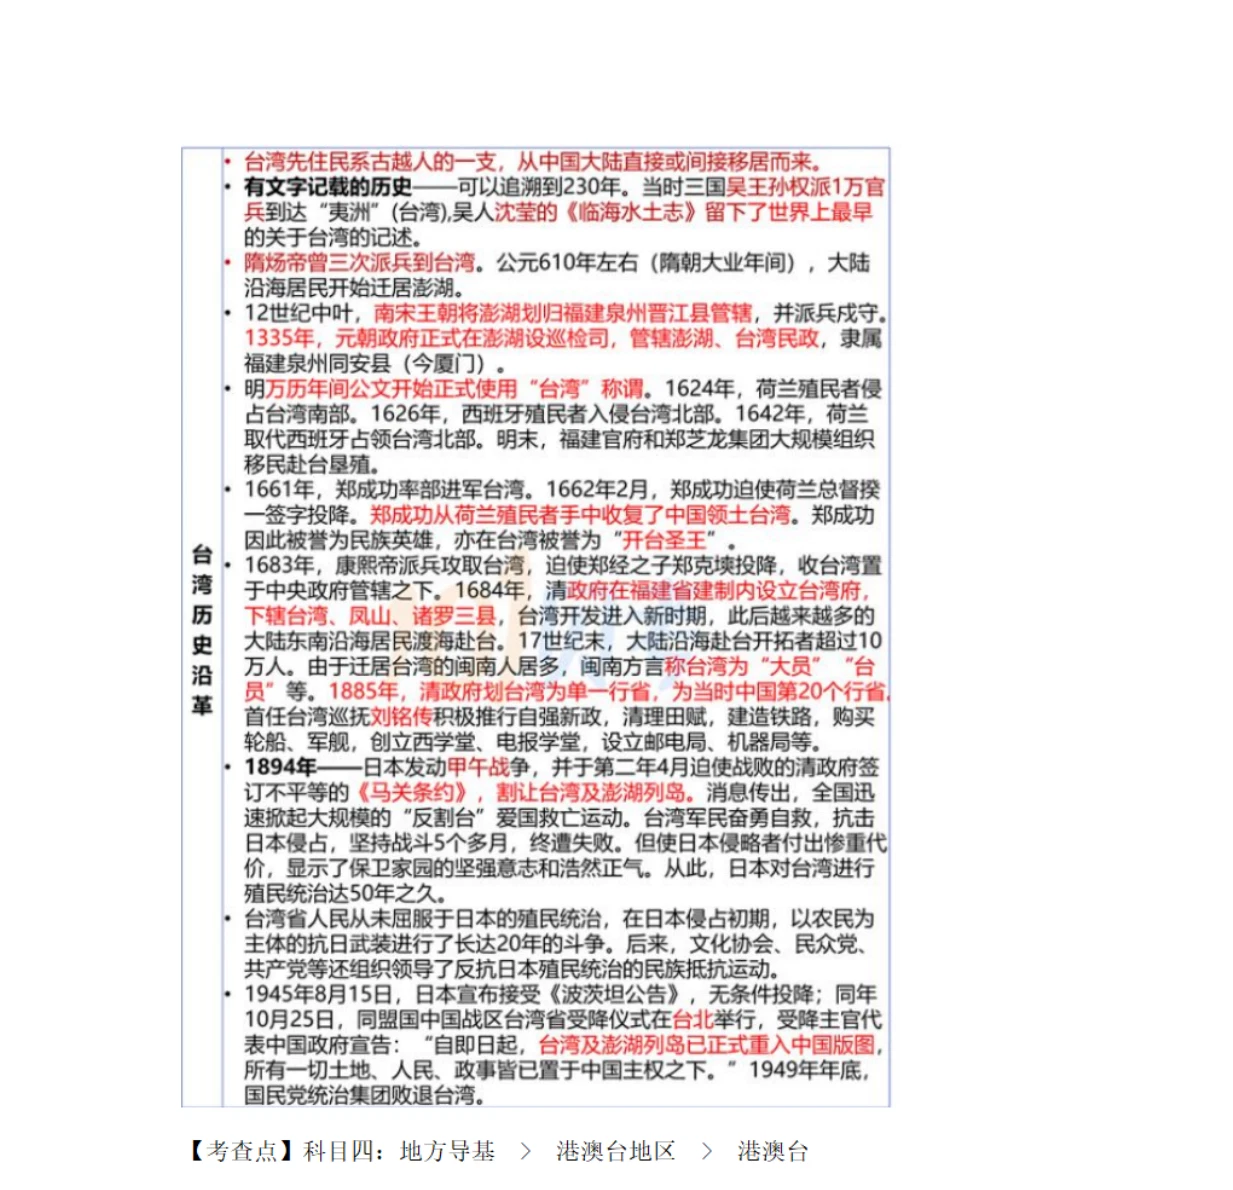 台湾历史沿革
• 台湾先住民系古越人的一支，从中国大陆直接或间接移居而来。
• 有文字记载的历史——可以追溯到230年。当时三国吴王孙权派1万官
兵到达“夷洲”(台湾),吴人沈莹的《临海水土志》留下了世界上最早
的关于台湾的记述。
• 隋炀帝曾三次派兵到台湾。公元610年左右（隋朝大业年间），大陆
沿海居民开始迁居澎湖。
• 12世纪中叶，南宋王朝将澎湖划归福建泉州晋江县管辖，并派兵戍守。
1335年，元朝政府正式在澎湖设巡检司，管辖澎湖、台湾民政，隶属
福建泉州同安县（今厦门）。
• 明万历年间公文开始正式使用“台湾”称谓。1624年，荷兰殖民者侵
占台湾南部。1626年，西班牙殖民者入侵台湾北部。1642年，荷兰
取代西班牙占领台湾北部。明末，福建官府和郑芝龙集团大规模组织
移民赴台垦殖。
• 1661年，郑成功率部进军台湾。1662年2月，郑成功迫使荷兰总督揆
一签字投降。郑成功从荷兰殖民者手中收复了中国领土台湾。郑成功
因此被誉为民族英雄，亦在台湾被誉为“开台圣王”。
• 1683年，康熙帝派兵攻取台湾，迫使郑经之子郑克塽投降，收台湾置
于中央政府管辖之下。1684年，清政府在福建省建制内设立台湾府，
下辖台湾、凤山、诸罗三县，台湾开发进入新时期，此后越来越多的
大陆东南沿海居民渡海赴台。17世纪末，大陆沿海赴台开拓者超过10
万人。由于迁居台湾的闽南人居多，闽南方言称台湾为“大员”“台
员”等。1885年，清政府划台湾为单一行省，为当时中国第20个行省.
首任台湾巡抚刘铭传积极推行自强新政，清理田赋，建造铁路，购买
轮船、军舰，创立西学堂、电报学堂，设立邮电局、机器局等。
• 1894年——日本发动甲午战争，并于第二年4月迫使战败的清政府签
订不平等的《马关条约》，割让台湾及澎湖列岛。消息传出，全国迅
速掀起大规模的“反割台”爱国救亡运动。台湾军民奋勇自救，抗击
日本侵占，坚持战斗5个多月，终遭失败。但使日本侵略者付出惨重代
价，显示了保卫家园的坚强意志和浩然正气。从此，日本对台湾进行
殖民统治达50年之久。
• 台湾省人民从未屈服于日本的殖民统治，在日本侵占初期，以农民为
主体的抗日武装进行了长达20年的斗争。后来，文化协会、民众党、
共产党等还组织领导了反抗日本殖民统治的民族抵抗运动。
• 1945年8月15日，日本宣布接受《波茨坦公告》，无条件投降；同年
10月25日，同盟国中国战区台湾省受降仪式在台北举行，受降主官代
表中国政府宣告：“自即日起，台湾及澎湖列岛已正式重入中国版图，
所有一切土地、人民、政事皆已置于中国主权之下。”1949年年底，
国民党统治集团败退台湾。
【考查点】科目四：地方导基 > 港澳台地区 > 港澳台